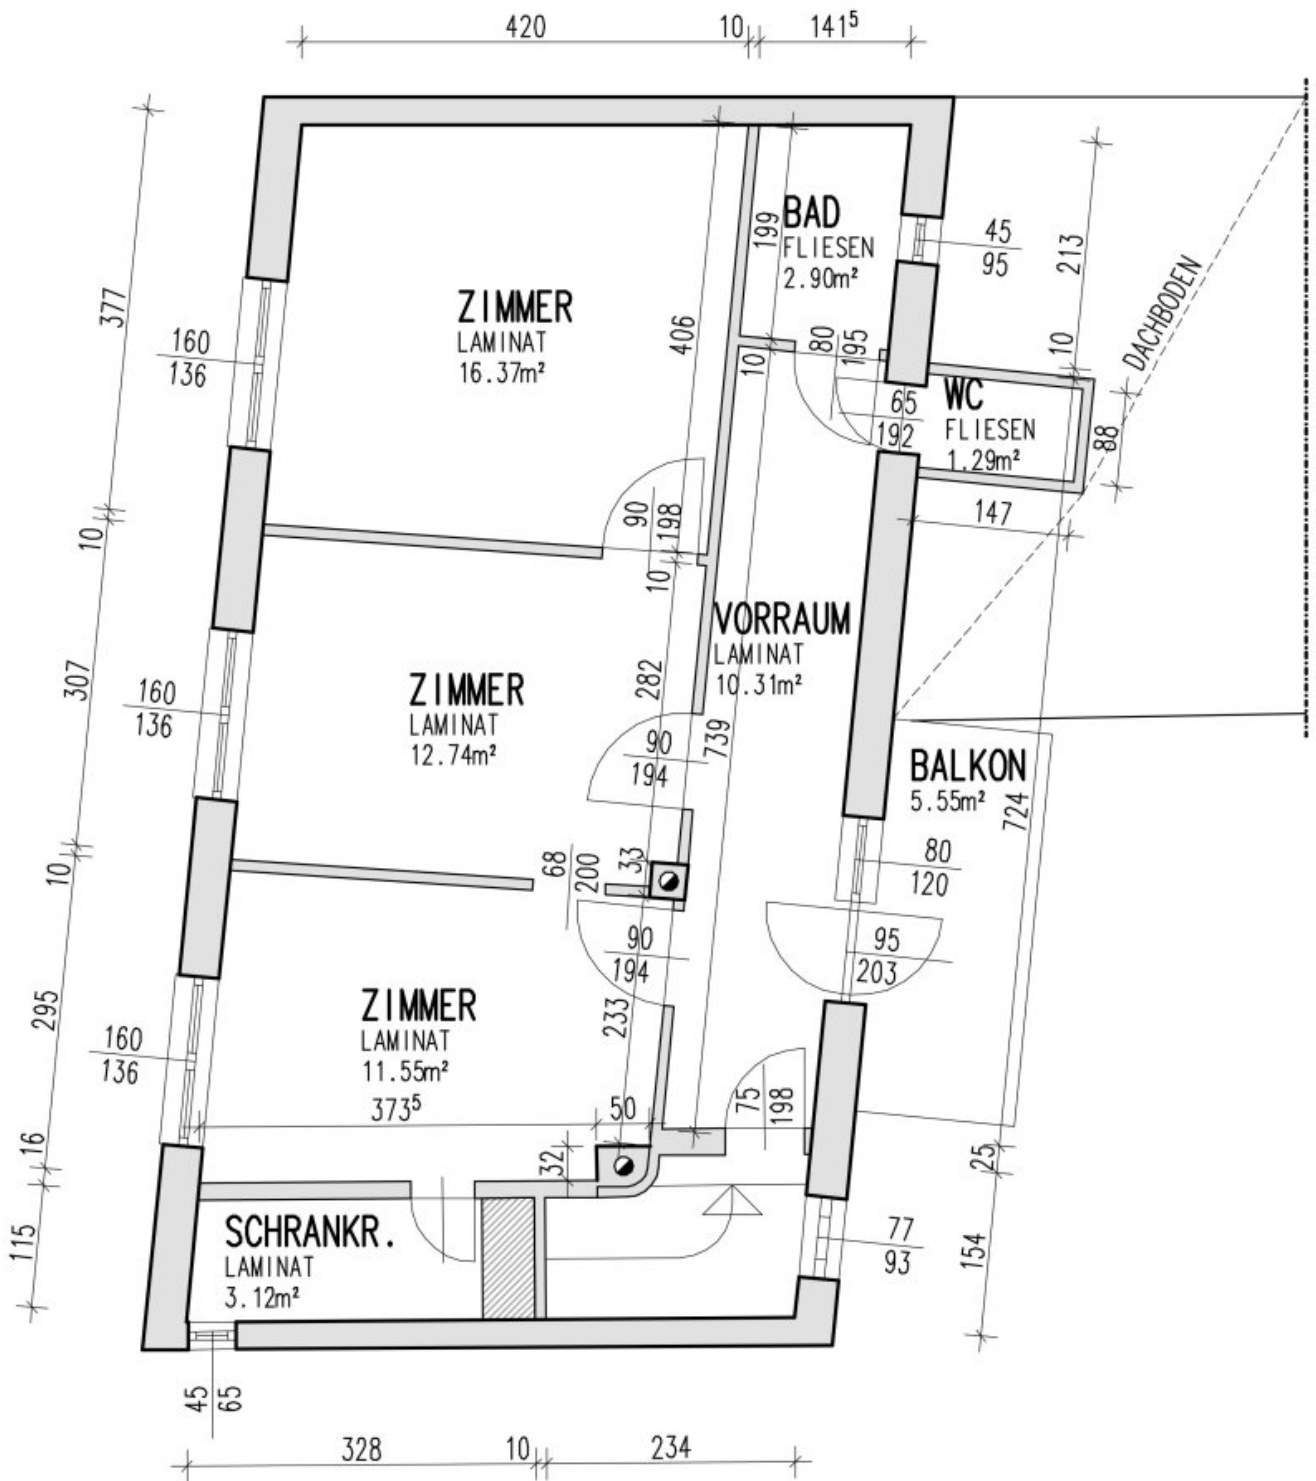 420
10
141⁵
377
160
136
ZIMMER
LAMINAT
16.37m²
406
199
BAD
FLIESEN
2.90m²
45
95
213
DACHBODEN
10
80
195
10
65
192
WC
FLIESEN
1.29m²
88
147
90
198
10
10
307
160
136
ZIMMER
LAMINAT
12.74m²
282
VORRAUM
LAMINAT
10.31m²
739
90
194
BALKON
5.55m²
724
80
120
68
200
33
10
295
90
194
95
203
233
160
136
ZIMMER
LAMINAT
11.55m²
373⁵
50
75
198
32
25
16
115
SCHRANKR.
LAMINAT
3.12m²
77
93
154
45
65
328
10
234